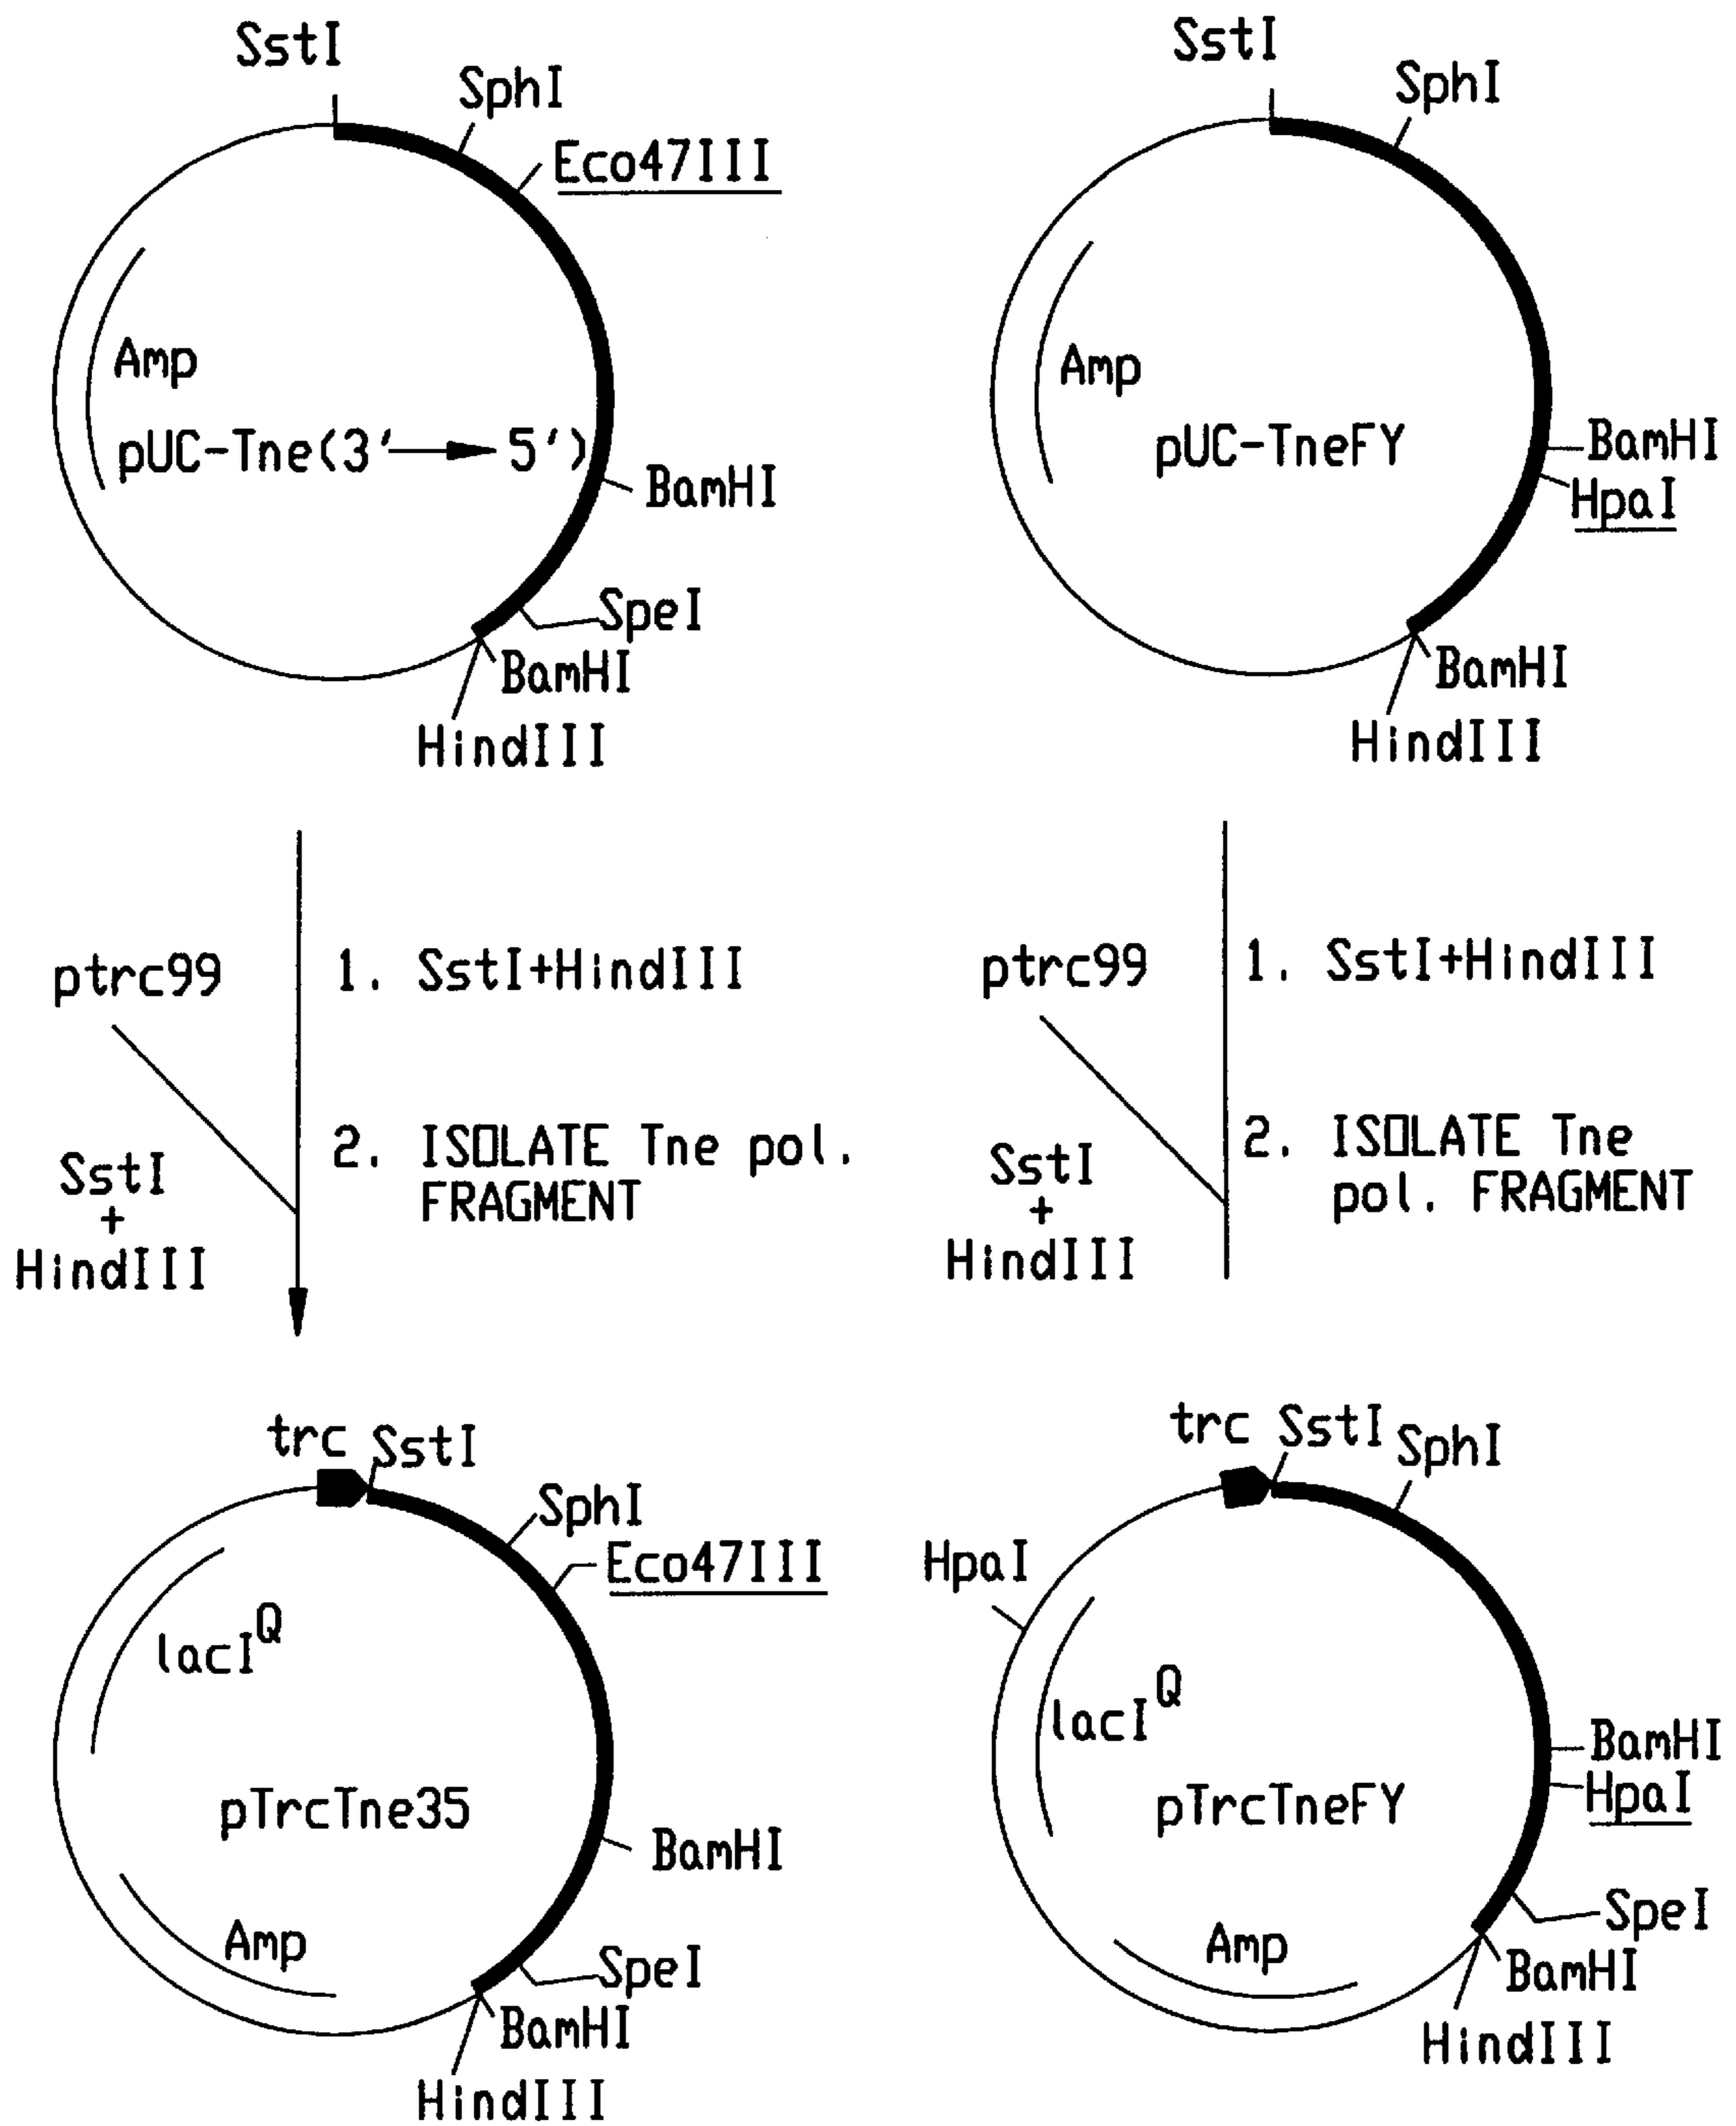 SstI
SphI
Eco47III
Amp
pUC-Tne(3' → 5')
BamHI
SpeI
BamHI
HindIII
SstI
SphI
Amp
pUC-TneFY
BamHI
HpaI
BamHI
HindIII
ptrc99
1. SstI+HindIII
2. ISOLATE Tne pol.
FRAGMENT
SstI
+
HindIII
ptrc99
1. SstI+HindIII
2. ISOLATE Tne
pol. FRAGMENT
SstI
+
HindIII
trc SstI
SphI
Eco47III
lacI^Q
pTrcTne35
BamHI
Amp
SpeI
BamHI
HindIII
trc SstI
SphI
HpaI
lacI^Q
BamHI
pTrcTneFY
HpaI
SpeI
Amp
BamHI
HindIII